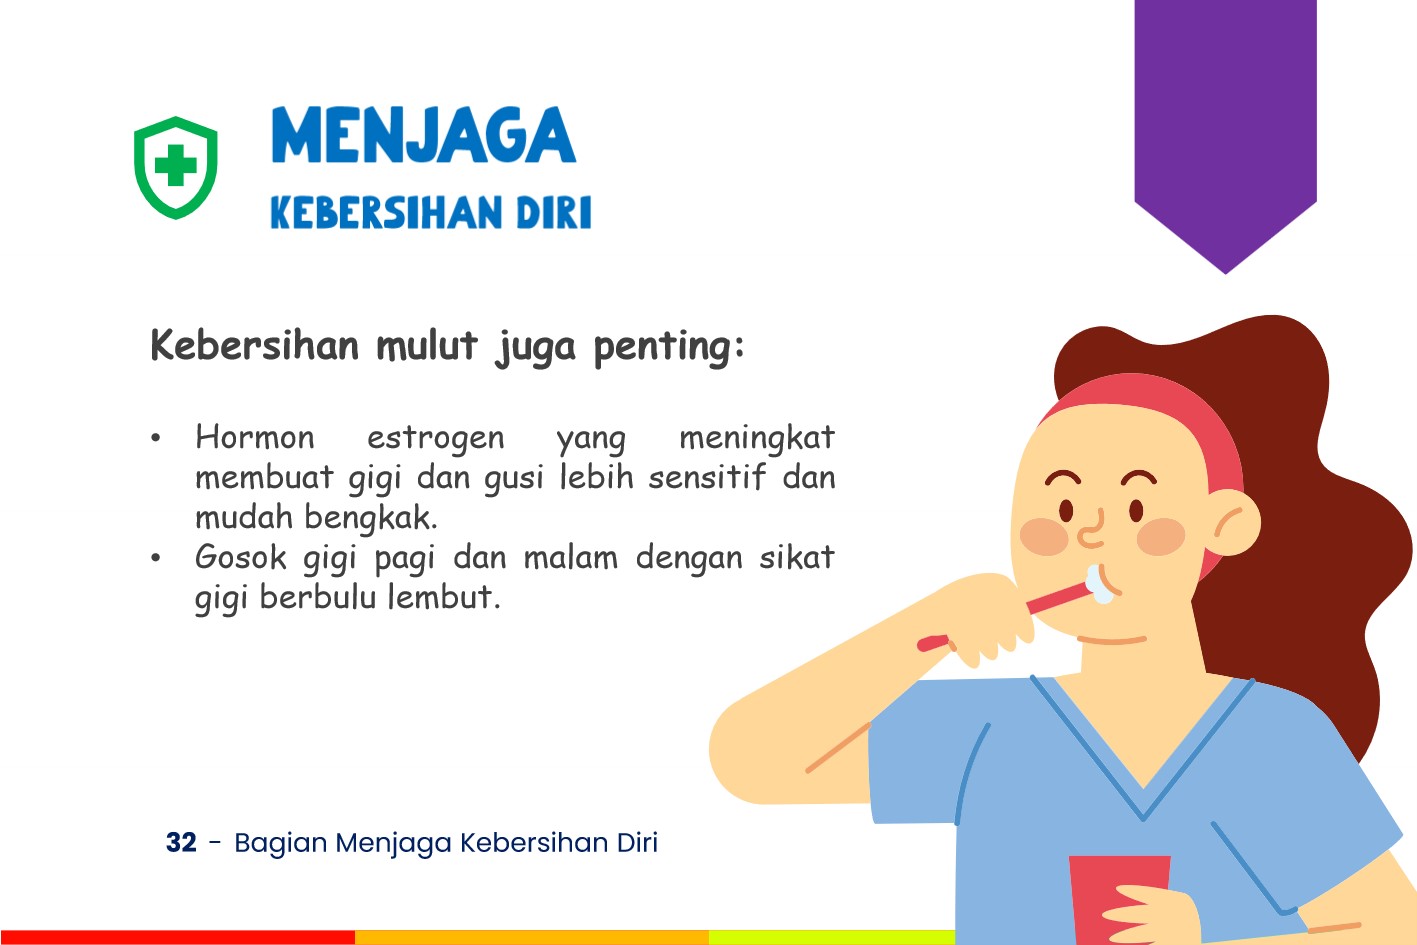 MENJAGA
KEBERSIHAN DIRI
Kebersihan mulut juga penting:
• Hormon estrogen yang meningkat
membuat gigi dan gusi lebih sensitif dan
mudah bengkak.
• Gosok gigi pagi dan malam dengan sikat
gigi berbulu lembut.
32 - Bagian Menjaga Kebersihan Diri